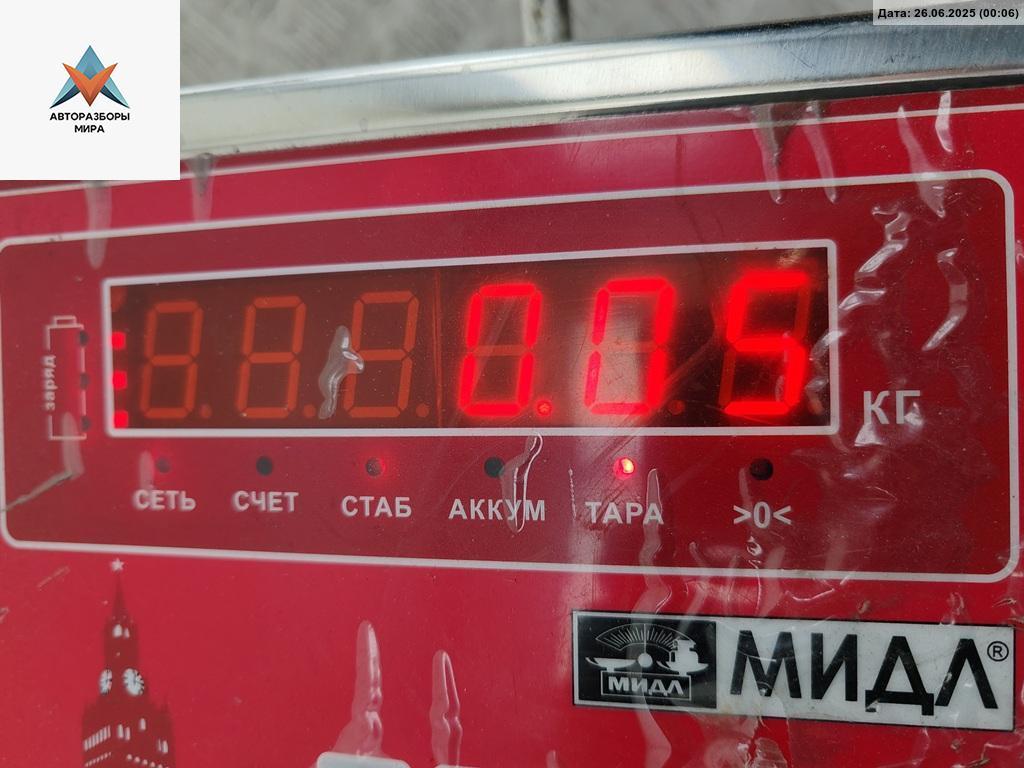 Дата: 26.06.2025 (00:06)
АВТОРАЗБОРЫ
МИРА
заряд
0.05
КГ
СЕТЬ СЧЕТ СТАБ АККУМ ТАРА >0<
МИДЛ МИДЛ®